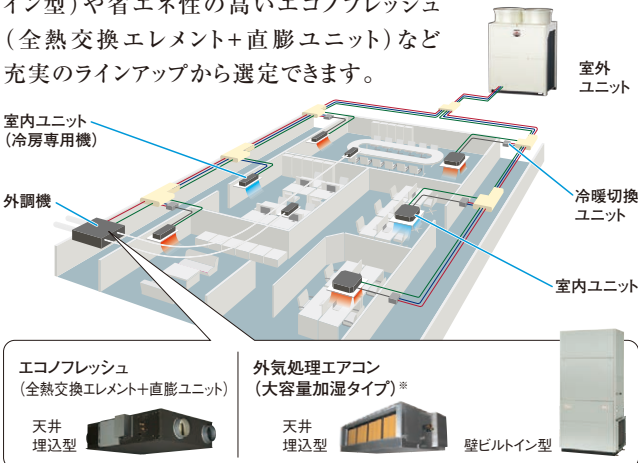 イン型)や省エネ性の高いエコノフレッシュ
(全熱交換エレメント+直膨ユニット)など
充実のラインアップから選定できます。
室外
ユニット
室内ユニット
(冷房専用機)
外調機
冷暖切換
ユニット
室内ユニット
エコノフレッシュ
(全熱交換エレメント+直膨ユニット)
天井
埋込型
外気処理エアコン
(大容量加湿タイプ)※
天井
埋込型
壁ビルトイン型